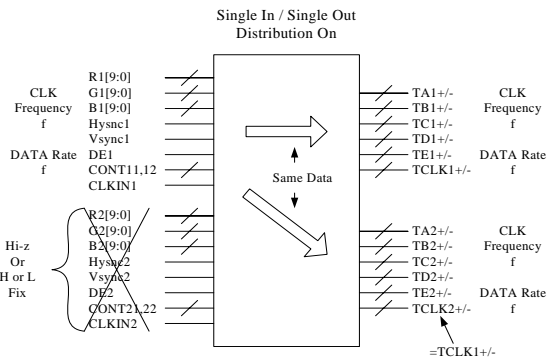 Single In / Single Out
Distribution On
R1[9:0]
G1[9:0]
B1[9:0]
Hysnc1
Vsync1
DE1
CONT11,12
CLKIN1
CLK
Frequency
f
DATA Rate
f
R2[9:0]
G2[9:0]
B2[9:0]
Hysnc2
Vsync2
DE2
CONT21,22
CLKIN2
Hi-z
Or
H or L
Fix
Same Data
TA1+/-
TB1+/-
TC1+/-
TD1+/-
TE1+/-
TCLK1+/-
CLK
Frequency
f
DATA Rate
f
TA2+/-
TB2+/-
TC2+/-
TD2+/-
TE2+/-
TCLK2+/-
CLK
Frequency
f
DATA Rate
f
=TCLK1+/-